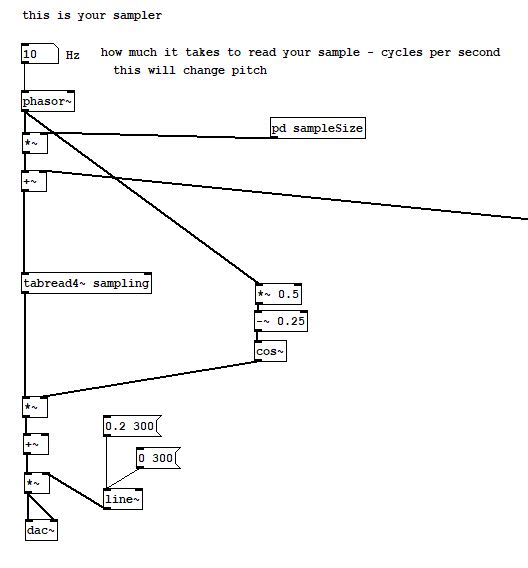 this is your sampler
10 Hz how much it takes to read your sample - cycles per second
this will change pitch
phasor~
pd sampleSize
*~
+~
tabread4~ sampling
*~ 0.5
-~ 0.25
cos~
*~
0.2 300
+~
0 300
*~
line~
dac~